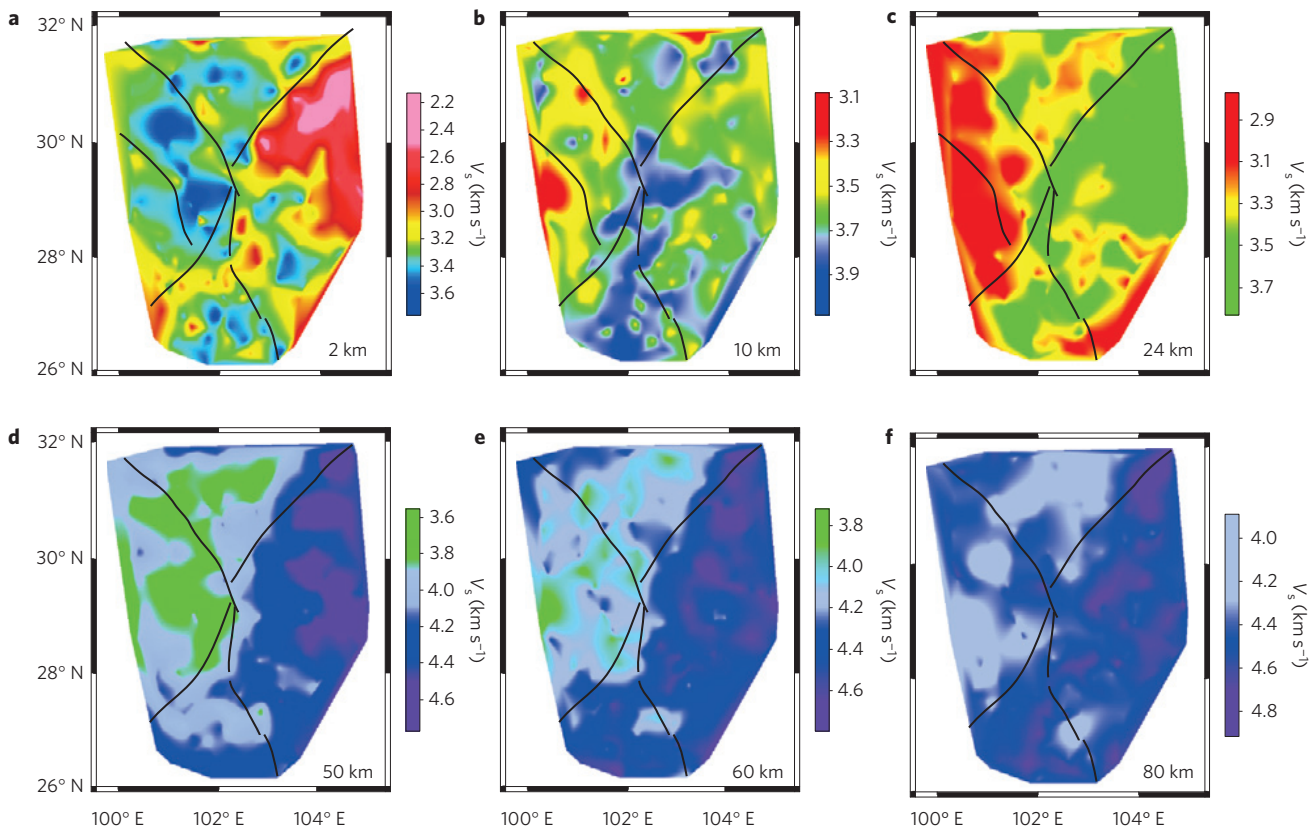 a
b
c
32° N
30° N
28° N
26° N
2.2
2.4
2.6
2.8
3.0
3.2
3.4
3.6
Vs (km s⁻¹)
2 km
3.1
3.3
3.5
3.7
3.9
Vs (km s⁻¹)
10 km
2.9
3.1
3.3
3.5
3.7
Vs (km s⁻¹)
24 km
d
e
f
32° N
30° N
28° N
26° N
3.6
3.8
4.0
4.2
4.4
4.6
Vs (km s⁻¹)
50 km
3.8
4.0
4.2
4.4
4.6
Vs (km s⁻¹)
60 km
4.0
4.2
4.4
4.6
4.8
Vs (km s⁻¹)
80 km
100° E
102° E
104° E
100° E
102° E
104° E
100° E
102° E
104° E